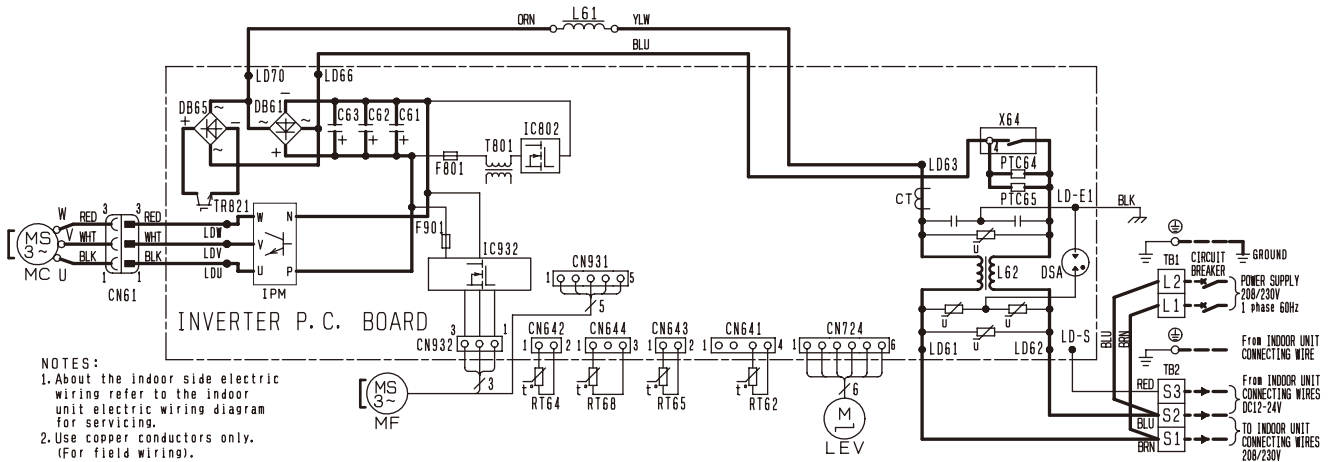 ORN L61 YLW
BLU
LD70 LD66
DB65 ~ DB61 − C63 C62 C61
+ − ~ ~ + + + +
~ +
IC802
T801
F801
X64
4
LD63
PTC64
PTC65
CT
LD-E1
BLK
TR821
W 3 3
RED RED
V WHT WHT
BLK BLK
MS
3~
MC U
1 1
CN61
LDW
LDV
LDU
W N
V
U P
IPM
F901
IC932
CN931
1 5
5
U
L62
DSA
U U
U
LD61 LD62
LD-S
GROUND
TB1
CIRCUIT
BREAKER
L2
L1
POWER SUPPLY
208/230V
1 phase 60Hz
BLU
BRN
From INDOOR UNIT
CONNECTING WIRE
TB2
RED
S3
From INDOOR UNIT
CONNECTING WIRES
DC12-24V
BLU
S2
BRN
S1
TO INDOOR UNIT
CONNECTING WIRES
208/230V
INVERTER P.C. BOARD
3 1
CN932
3
MS
3~
MF
CN642
1 2
t°
RT64
CN644
1 3
t°
RT68
CN643
1 2
t°
RT65
CN641
1 4
t°
RT62
CN724
1 6
6
M
LEV
NOTES:
1. About the indoor side electric
wiring refer to the indoor
unit electric wiring diagram
for servicing.
2. Use copper conductors only.
(For field wiring).